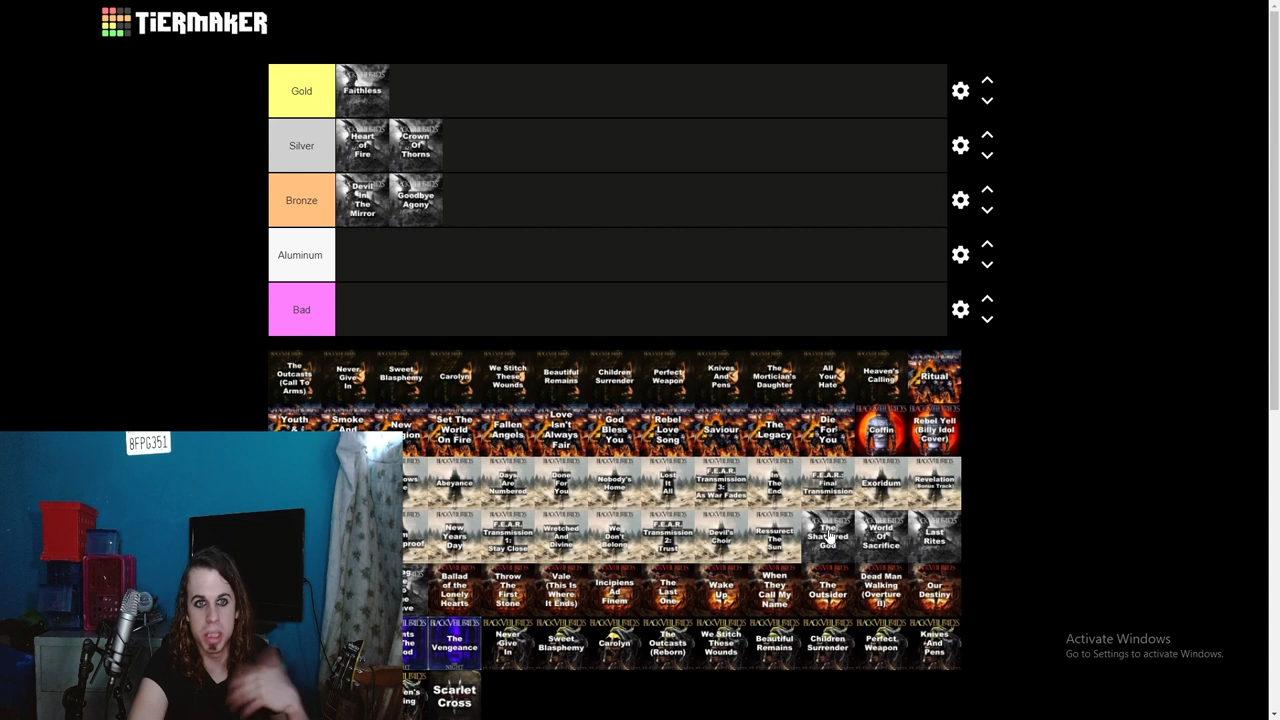 TiERMAKER
Gold
Faithless
Silver
Heart
of
Fire
Crown
Of
Thorns
Bronze
Devil
In
The
Mirror
Goodbye
Agony
Aluminum
Bad
The
Outcasts
(Call To
Arms)
Never
Give
In
Sweet
Blasphemy
Carolyn
We Stitch
These
Wounds
Beautiful
Remains
Children
Surrender
Perfect
Weapon
Knives
And
Pens
The
Mortician's
Daughter
All
Your
Hate
Heaven's
Calling
Ritual
Youth
Smoke
And
Set The
World
On Fire
Fallen
Angels
Love
Isn't
Always
Fair
God
Bless
You
Rebel
Love
Song
Saviour
The
Legacy
Die
For
You
Coffin
Rebel Yell
(Billy Idol
Cover)
Abeyance
Days
Are
Numbered
Done
For
You
Nobody's
Home
Lost
It
All
F.E.A.R.
Transmission
3:
As War Fades
In
The
End
F.E.A.R.:
Final
Transmission
Exordium
Revelation
(Bonus Track)
proof
New
Years
Day
F.E.A.R.
Transmission
1:
Stay Close
Wretched
And
Divine
We
Don't
Belong
F.E.A.R.
Transmission
2:
Trust
Devil's
Choir
Ressurect
The
Sun
The
God
World
Of
Sacrifice
Last
Rites
Ballad
of the
Lonely
Hearts
Throw
The First
Stone
Vale
(This Is
Where
It Ends)
Incipiens
Ad
Finem
The
Last
One
Wake
Up
When
They
Call My
Name
The
Outsider
Dead Man
Walking
(Overture
II)
Our
Destiny
The
Vengeance
Never
Give
In
Sweet
Blasphemy
Carolyn
The
Outcasts
(Reborn)
We Stitch
These
Wounds
Beautiful
Remains
Children
Surrender
Perfect
Weapon
Knives
And
Pens
Scarlet
Cross
8FPG351
Activate Windows
Go to Settings to activate Windows.